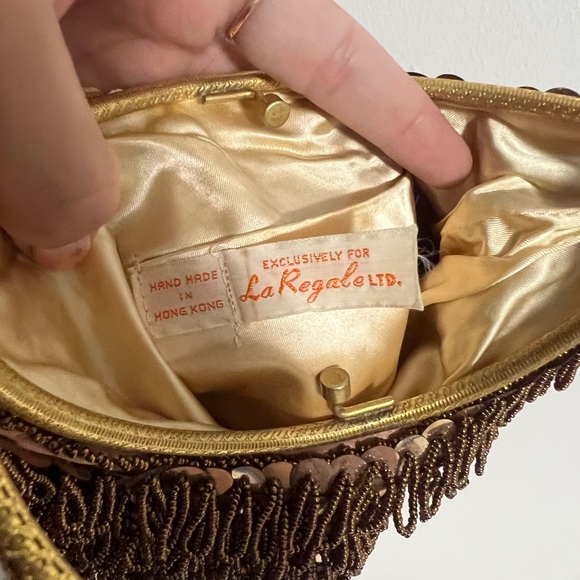 HAND MADE
IN
HONG KONG
EXCLUSIVELY FOR
La Regale LTD.